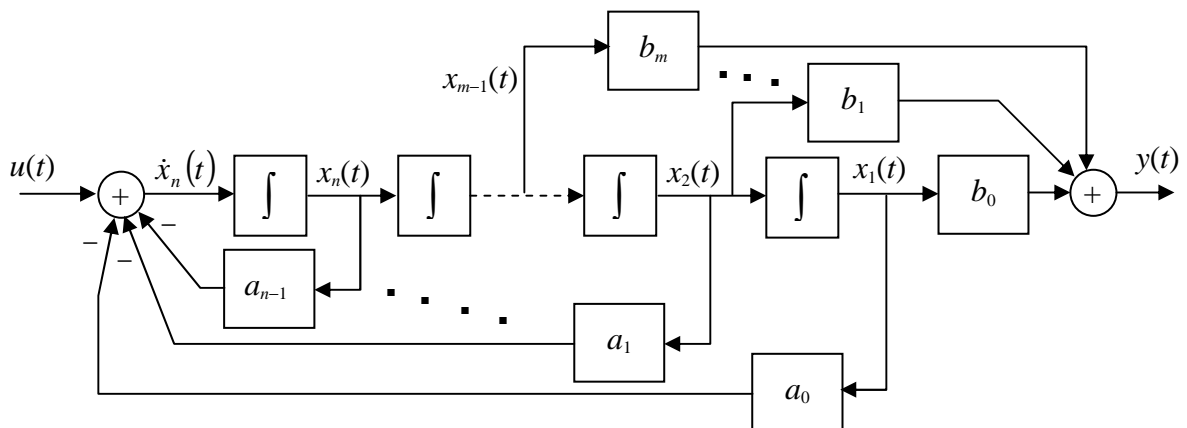 b_m
x_{m−1}(t)
b_1
u(t)
ẋ_n(t)
x_n(t)
x_2(t)
x_1(t)
y(t)
+
∫
∫
∫
∫
b_0
+
−
−
−
a_{n−1}
a_1
a_0